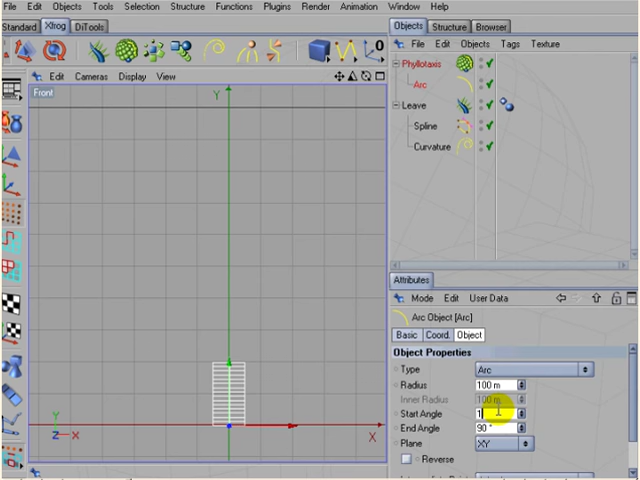 File Edit Objects Tools Selection Structure Functions Plugins Render Animation Window Help
Standard Xfrog DiTools
Objects Structure Browser
File Edit Objects Tags Texture
Phyllotaxis
Arc
Leave
Spline
Curvature
Edit Cameras Display View
Front
Y
X
Y
Z X
Attributes
Mode Edit User Data
Arc Object [Arc]
Basic Coord. Object
Object Properties
Type Arc
Radius 100 m
Inner Radius 100 m
Start Angle 1
End Angle 90 °
Plane XY
Reverse